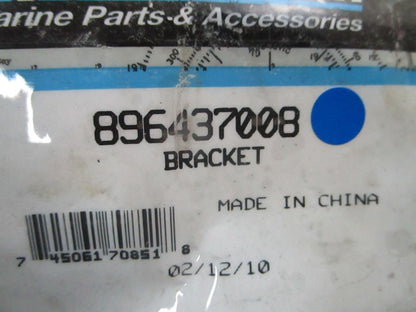 arine Parts & Accessories
896437008
BRACKET
MADE IN CHINA
7 45061 70851 8
02/12/10